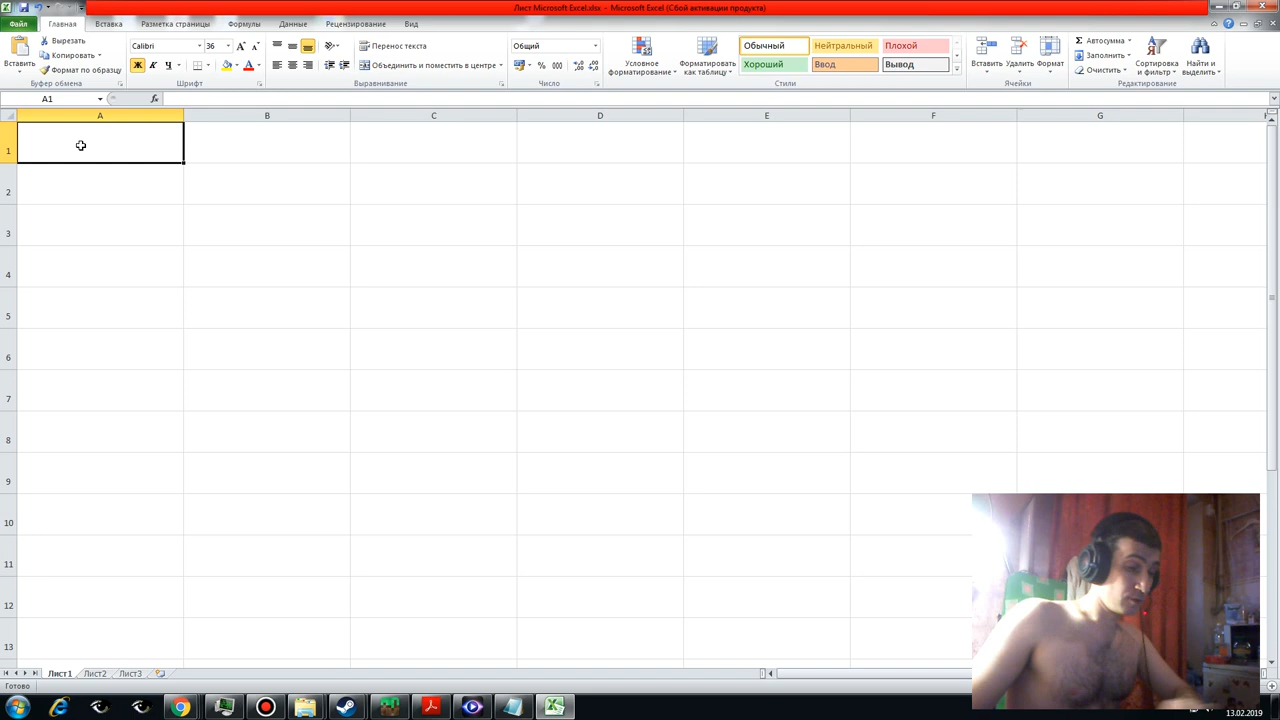 Лист Microsoft Excel.xlsx - Microsoft Excel (Сбой активации продукта)
Файл Главная Вставка Разметка страницы Формулы Данные Рецензирование Вид
Вставить
Вырезать
Копировать
Формат по образцу
Буфер обмена
Calibri 36
Ж К Ч
Шрифт
Перенос текста
Объединить и поместить в центре
Выравнивание
Общий
% 000
Число
Условное форматирование
Форматировать как таблицу
Обычный Нейтральный Плохой
Хороший Ввод Вывод
Стили
Вставить Удалить Формат
Ячейки
Σ Автосумма
Заполнить
Очистить
Сортировка и фильтр
Найти и выделить
Редактирование
A1 fx
A B C D E F G
1
2
3
4
5
6
7
8
9
10
11
12
13
Лист1 Лист2 Лист3
Готово
13.02.2019